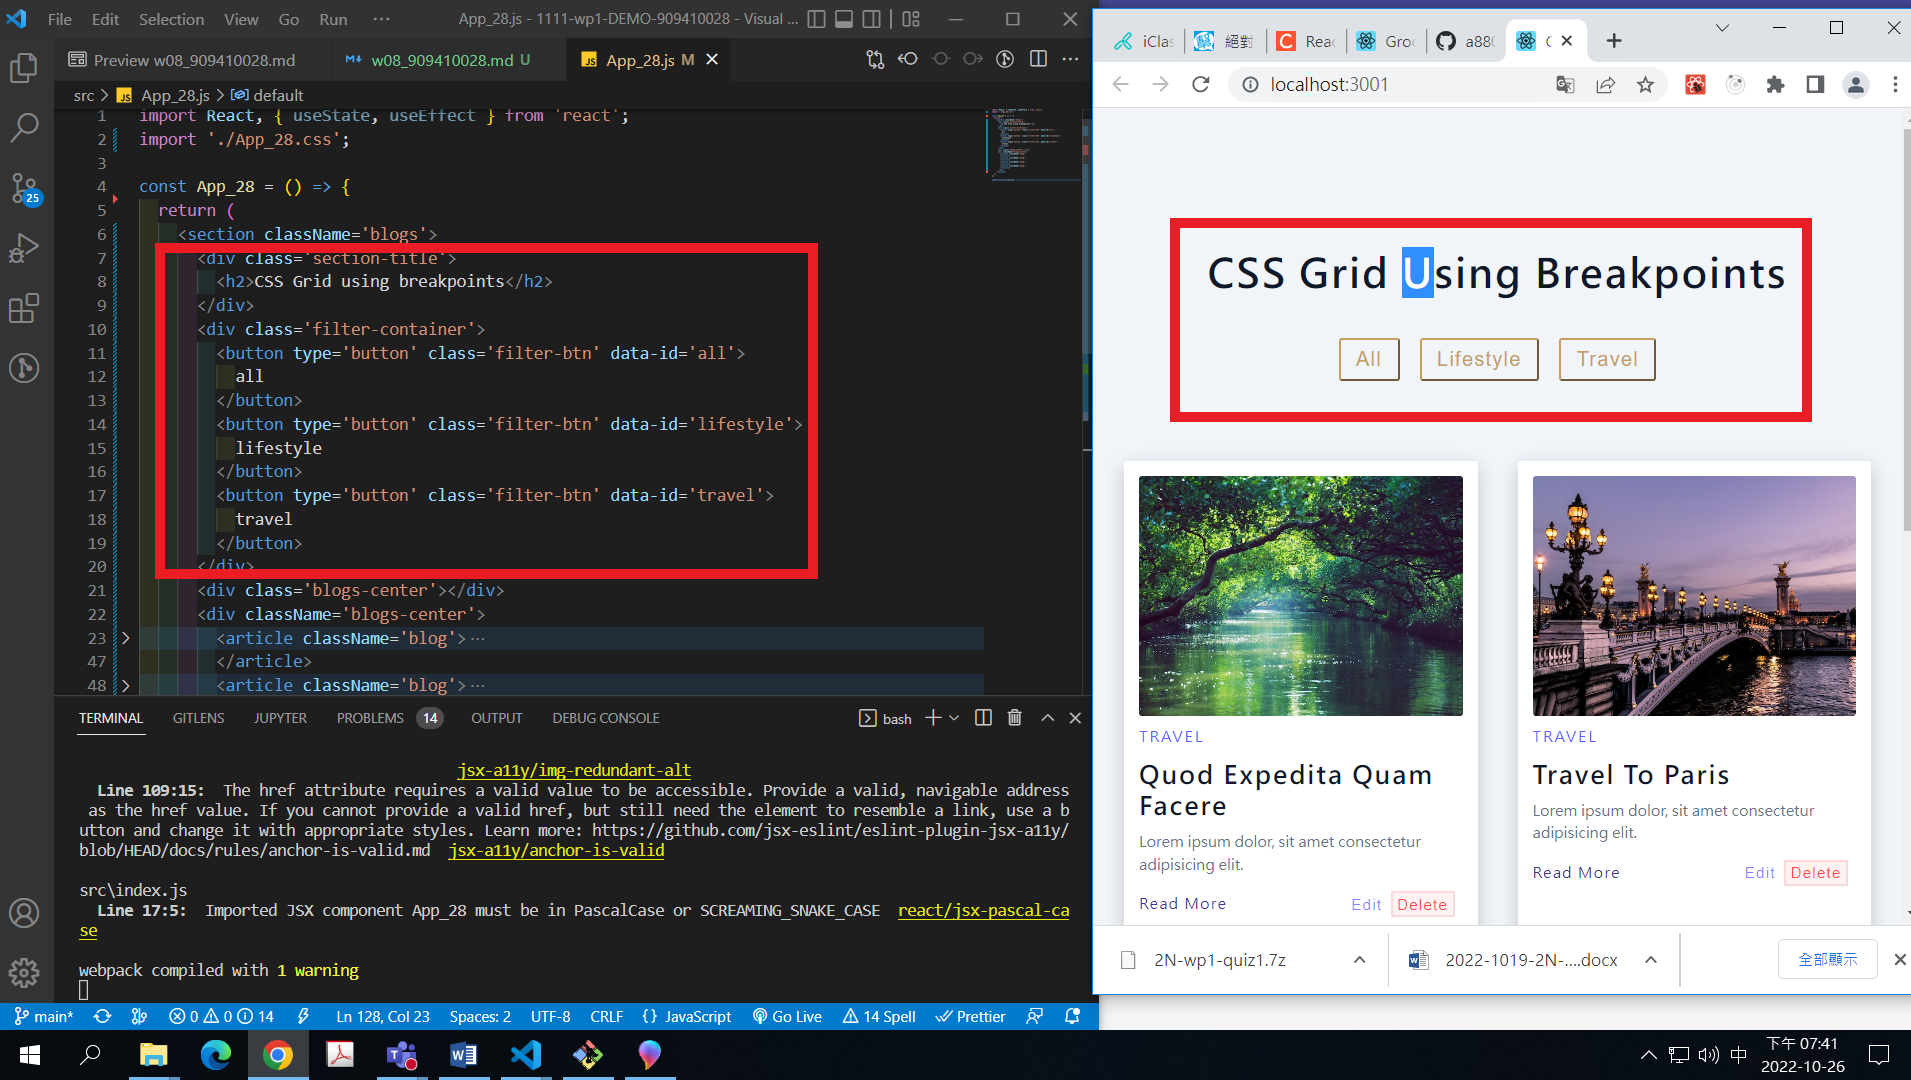 File Edit Selection View Go Run ··· App_28.js - 1111-wp1-DEMO-909410028 - Visual ...
Preview w08_909410028.md
w08_909410028.md U
JS App_28.js M
src > JS App_28.js > default
1 import React, { useState, useEffect } from 'react';
2 import './App_28.css';
3
4 const App_28 = () => {
5 return (
6 <section className='blogs'>
7 <div class='section-title'>
8 <h2>CSS Grid using breakpoints</h2>
9 </div>
10 <div class='filter-container'>
11 <button type='button' class='filter-btn' data-id='all'>
12 all
13 </button>
14 <button type='button' class='filter-btn' data-id='lifestyle'>
15 lifestyle
16 </button>
17 <button type='button' class='filter-btn' data-id='travel'>
18 travel
19 </button>
20 </div>
21 <div class='blogs-center'></div>
22 <div className='blogs-center'>
23 <article className='blog'>···
47 </article>
48 <article className='blog'>···
25
TERMINAL GITLENS JUPYTER PROBLEMS 14 OUTPUT DEBUG CONSOLE
bash
jsx-a11y/img-redundant-alt
Line 109:15: The href attribute requires a valid value to be accessible. Provide a valid, navigable address
as the href value. If you cannot provide a valid href, but still need the element to resemble a link, use a b
utton and change it with appropriate styles. Learn more: https://github.com/jsx-eslint/eslint-plugin-jsx-a11y/
blob/HEAD/docs/rules/anchor-is-valid.md jsx-a11y/anchor-is-valid
src\index.js
Line 17:5: Imported JSX component App_28 must be in PascalCase or SCREAMING_SNAKE_CASE react/jsx-pascal-ca
se
webpack compiled with 1 warning
main* 0 0 14 Ln 128, Col 23 Spaces: 2 UTF-8 CRLF {} JavaScript Go Live 14 Spell Prettier
iClas 絕對 Reac Groc a880
localhost:3001
CSS Grid Using Breakpoints
All Lifestyle Travel
TRAVEL
Quod Expedita Quam
Facere
Lorem ipsum dolor, sit amet consectetur
adipisicing elit.
Read More Edit Delete
TRAVEL
Travel To Paris
Lorem ipsum dolor, sit amet consectetur
adipisicing elit.
Read More Edit Delete
2N-wp1-quiz1.7z
2022-1019-2N-....docx
全部顯示
中
下午 07:41
2022-10-26